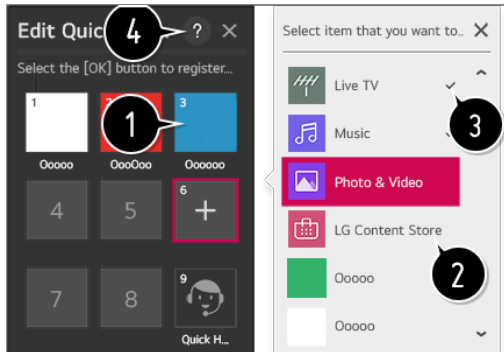 Edit Quic
4
?
Select the [OK] button to register...
1
2
3
1
Ooooo
OooOoo
Oooooo
4
5
6
+
7
8
9
Quick H...
Select item that you want to..
Live TV
3
Music
Photo & Video
LG Content Store
2
Ooooo
Ooooo